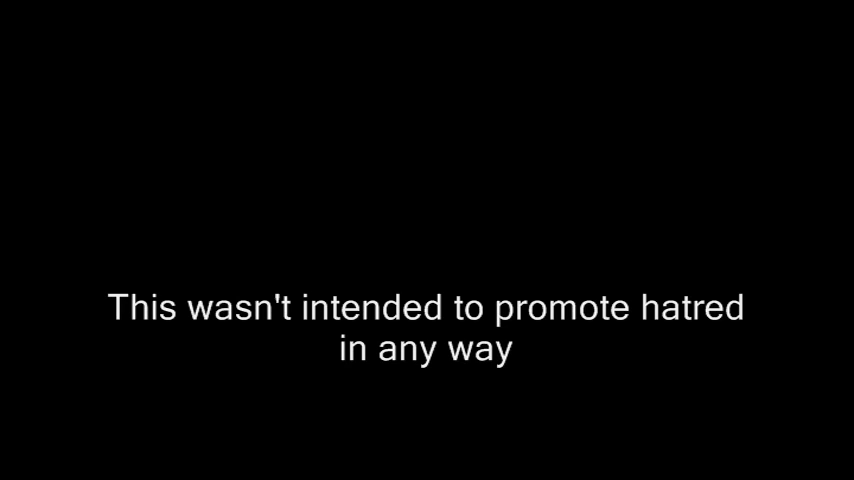 This wasn't intended to promote hatred
in any way